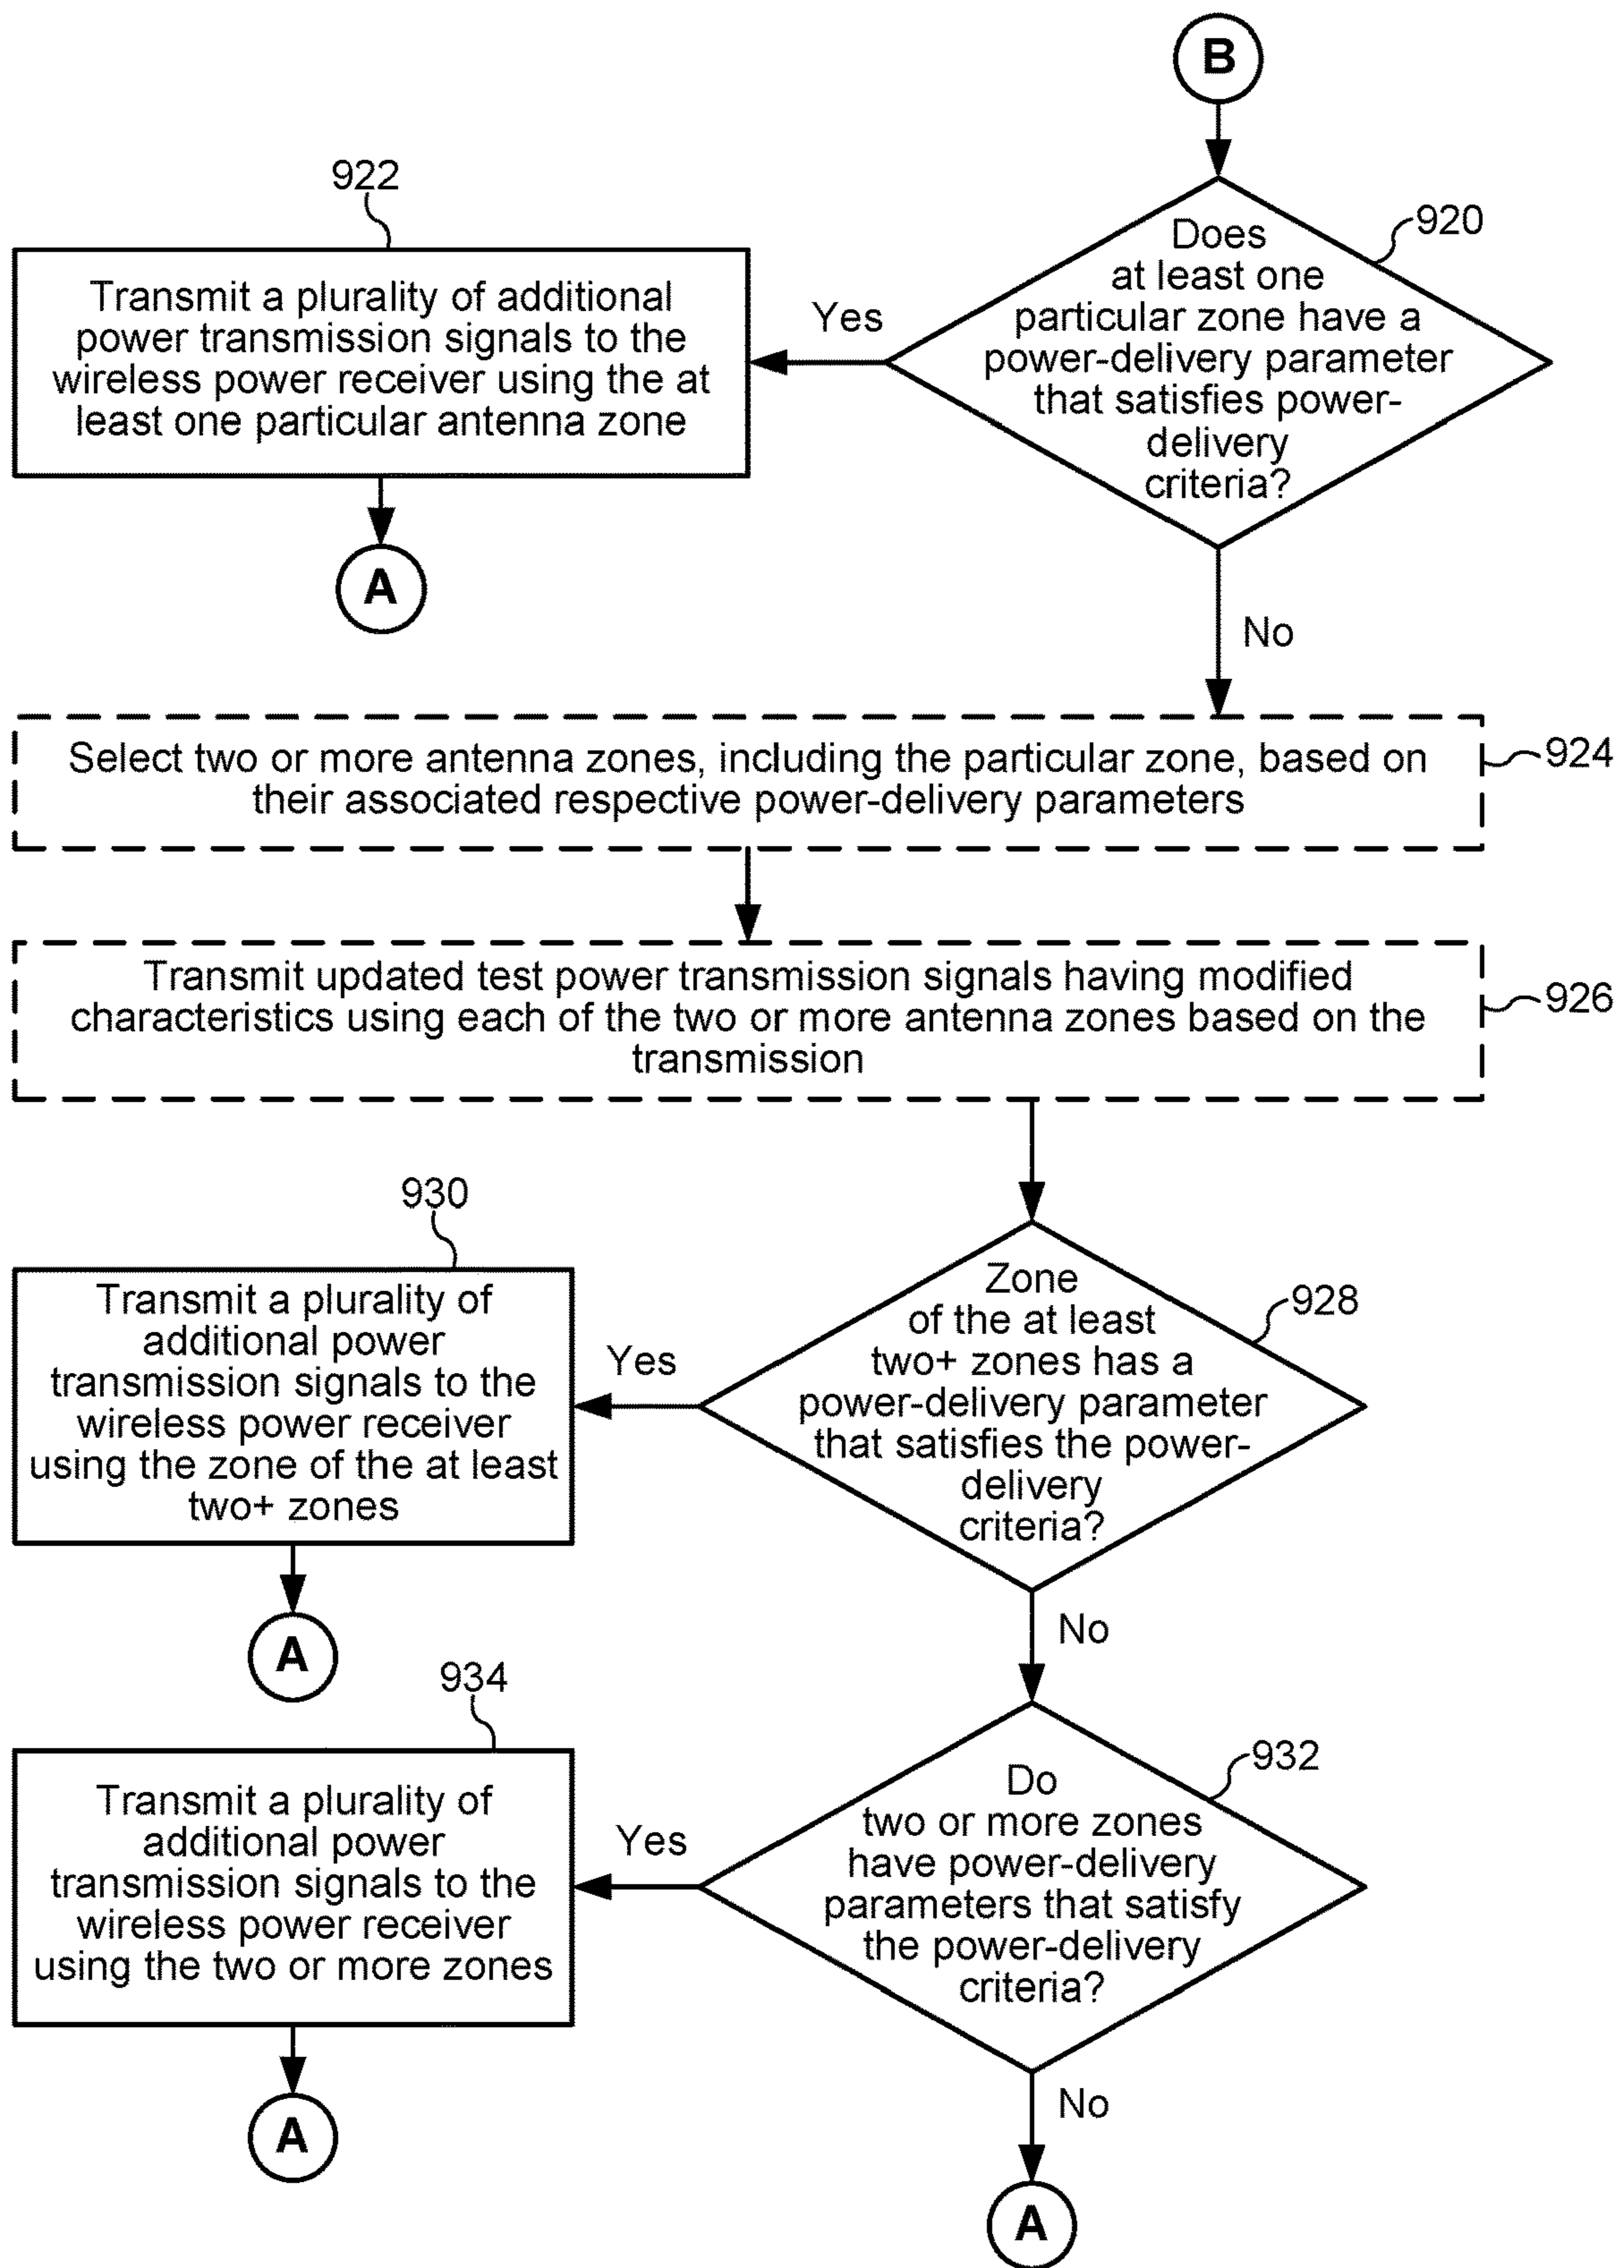 B
920
Does
at least one
particular zone have a
power-delivery parameter
that satisfies power-
delivery
criteria?
Yes
922
Transmit a plurality of additional
power transmission signals to the
wireless power receiver using the at
least one particular antenna zone
A
No
Select two or more antenna zones, including the particular zone, based on
their associated respective power-delivery parameters
924
Transmit updated test power transmission signals having modified
characteristics using each of the two or more antenna zones based on the
transmission
926
Zone
of the at least
two+ zones has a
power-delivery parameter
that satisfies the power-
delivery
criteria?
928
Yes
930
Transmit a plurality of
additional power
transmission signals to the
wireless power receiver
using the zone of the at least
two+ zones
A
No
Do
two or more zones
have power-delivery
parameters that satisfy
the power-delivery
criteria?
932
Yes
934
Transmit a plurality of
additional power
transmission signals to the
wireless power receiver
using the two or more zones
A
No
A